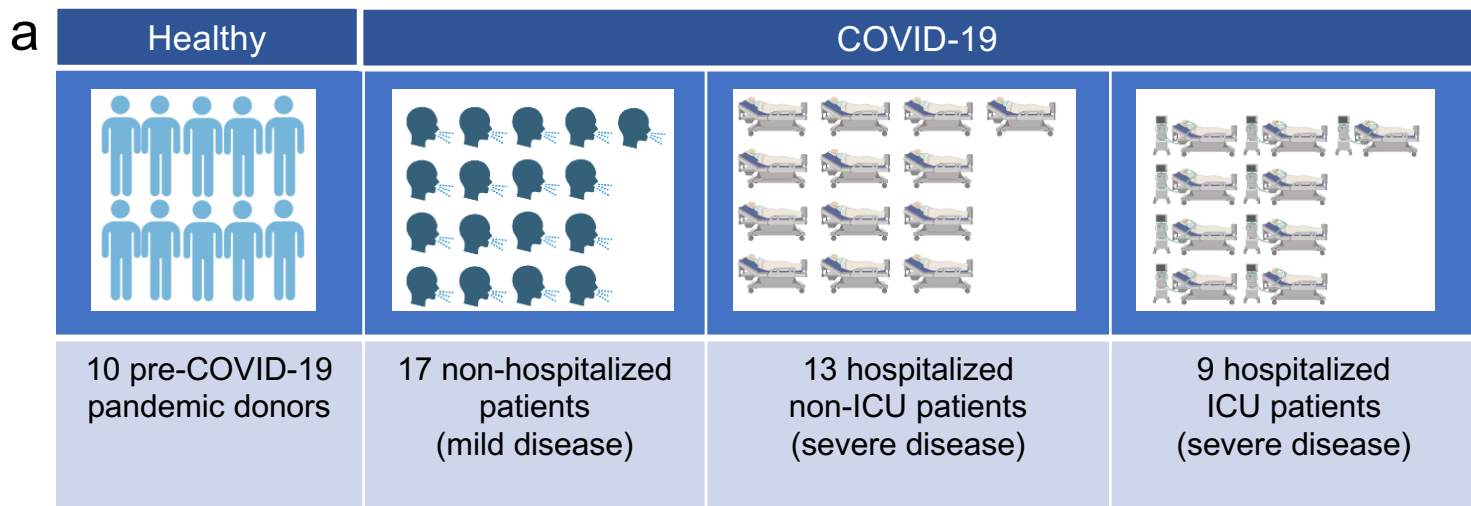 a
Healthy
COVID-19
10 pre-COVID-19
pandemic donors
17 non-hospitalized
patients
(mild disease)
13 hospitalized
non-ICU patients
(severe disease)
9 hospitalized
ICU patients
(severe disease)